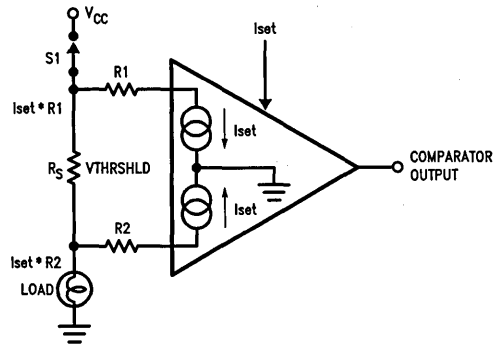 VCC
S1
R1
Iset
Iset*R1
Iset
RS
VTHRSHLD
COMPARATOR
OUTPUT
Iset
R2
Iset*R2
LOAD